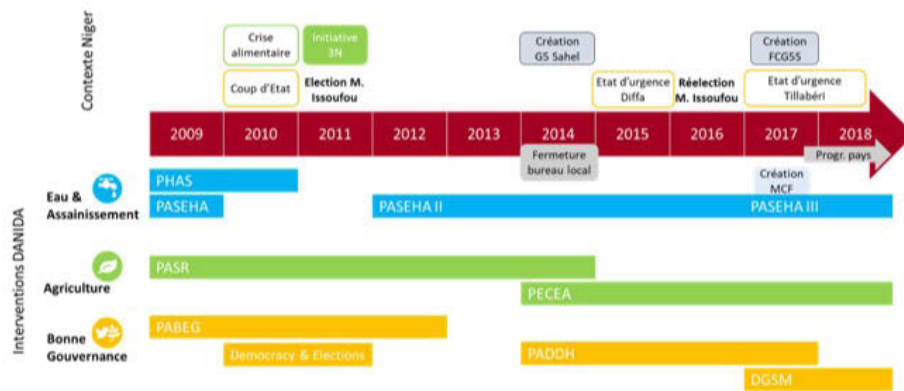 Contexte Niger
Crise
alimentaire
Initiative
3N
Création
G5 Sahel
Création
FCG5S
Coup d'Etat
Election M.
Issoufou
Etat d'urgence
Diffa
Réelection
M. Issoufou
Etat d'urgence
Tillabéri
2009 2010 2011 2012 2013 2014 2015 2016 2017 2018
Fermeture
bureau local
Progr. pays
Interventions DANIDA
Eau &
Assainissement
PHAS
Création
MCF
PASEHA
PASEHA II
PASEHA III
Agriculture
PASR
PECEA
Bonne
Gouvernance
PABEG
Democracy & Elections
PADDH
DGSM